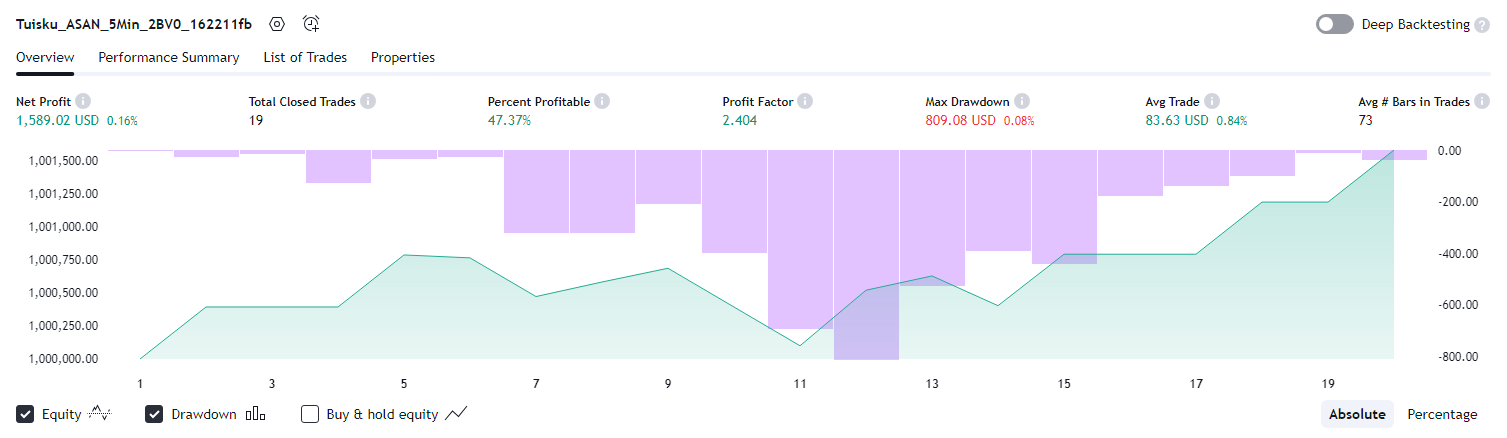 Tuisku_ASAN_5Min_2BV0_162211fb
Deep Backtesting ?
Overview Performance Summary List of Trades Properties
Net Profit i Total Closed Trades i Percent Profitable i Profit Factor i Max Drawdown i Avg Trade i Avg # Bars in Trades i
1,589.02 USD 0.16% 19 47.37% 2.404 809.08 USD 0.08% 83.63 USD 0.84% 73
1,001,500.00 0.00
1,001,250.00 -200.00
1,001,000.00
1,000,750.00 -400.00
1,000,500.00 -600.00
1,000,250.00
1,000,000.00 -800.00
1 3 5 7 9 11 13 15 17 19
Equity Drawdown Buy & hold equity Absolute Percentage